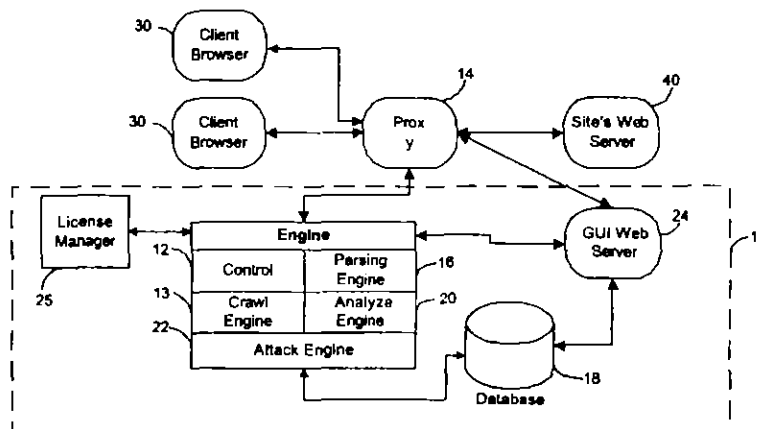 30
Client
Browser
14
40
30
Client
Browser
Prox
y
Site's Web
Server
License
Manager
25
Engine
GUI Web
Server
24
1
12
Control
Parsing
Engine
16
13
Crawl
Engine
Analyze
Engine
20
22
Attack Engine
Database
18